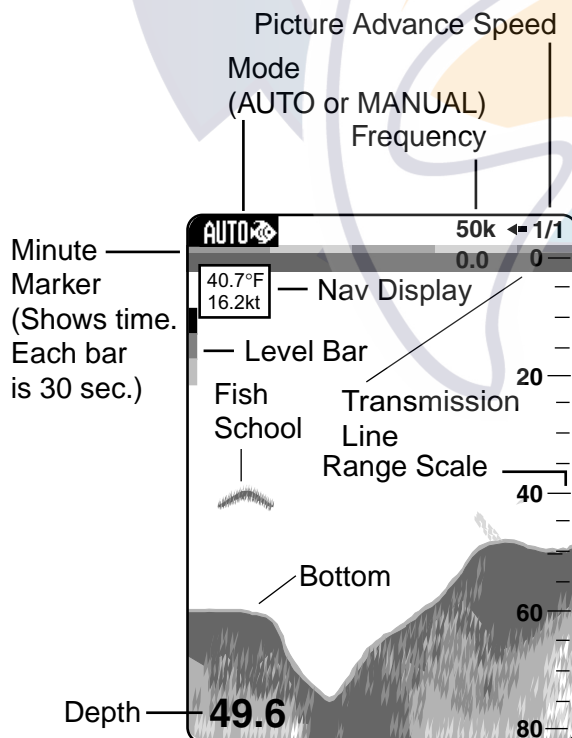 Picture Advance Speed
Mode
(AUTO or MANUAL)
Frequency
AUTO
50k 1/1
0.0 0
Minute
Marker
(Shows time.
Each bar
is 30 sec.)
40.7°F
16.2kt
Nav Display
Level Bar
20
Fish
School
Transmission
Line
Range Scale
40
Bottom
60
Depth
49.6
80